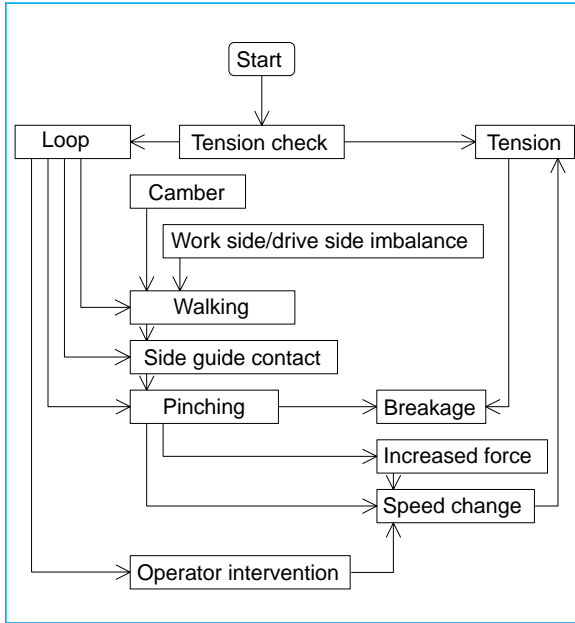 Start
Loop
Tension check
Tension
Camber
Work side/drive side imbalance
Walking
Side guide contact
Pinching
Breakage
Increased force
Speed change
Operator intervention